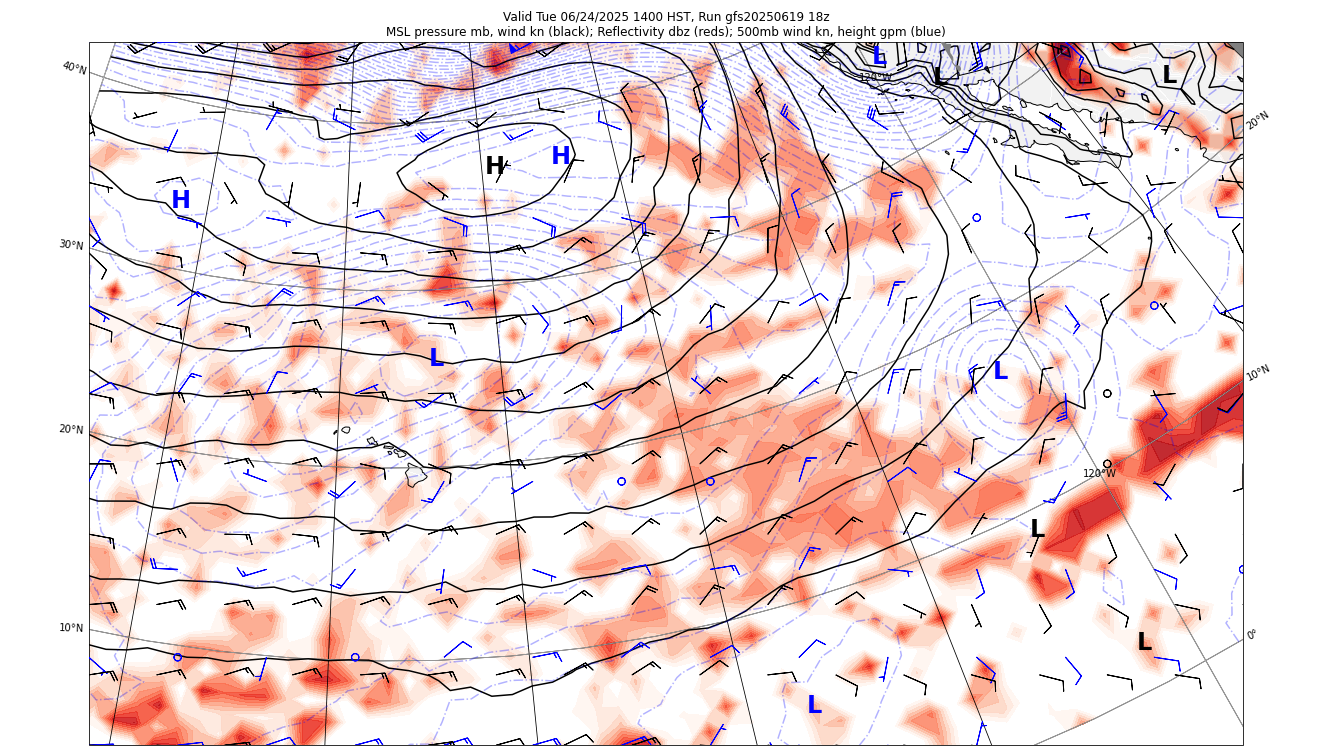 Valid Tue 06/24/2025 1400 HST, Run gfs20250619 18z
MSL pressure mb, wind kn (black); Reflectivity dbz (reds); 500mb wind kn, height gpm (blue)
L
120°W
L
L
40°N
20°N
H
H
H
30°N
L
L
10°N
20°N
120°W
L
10°N
0°
L
L